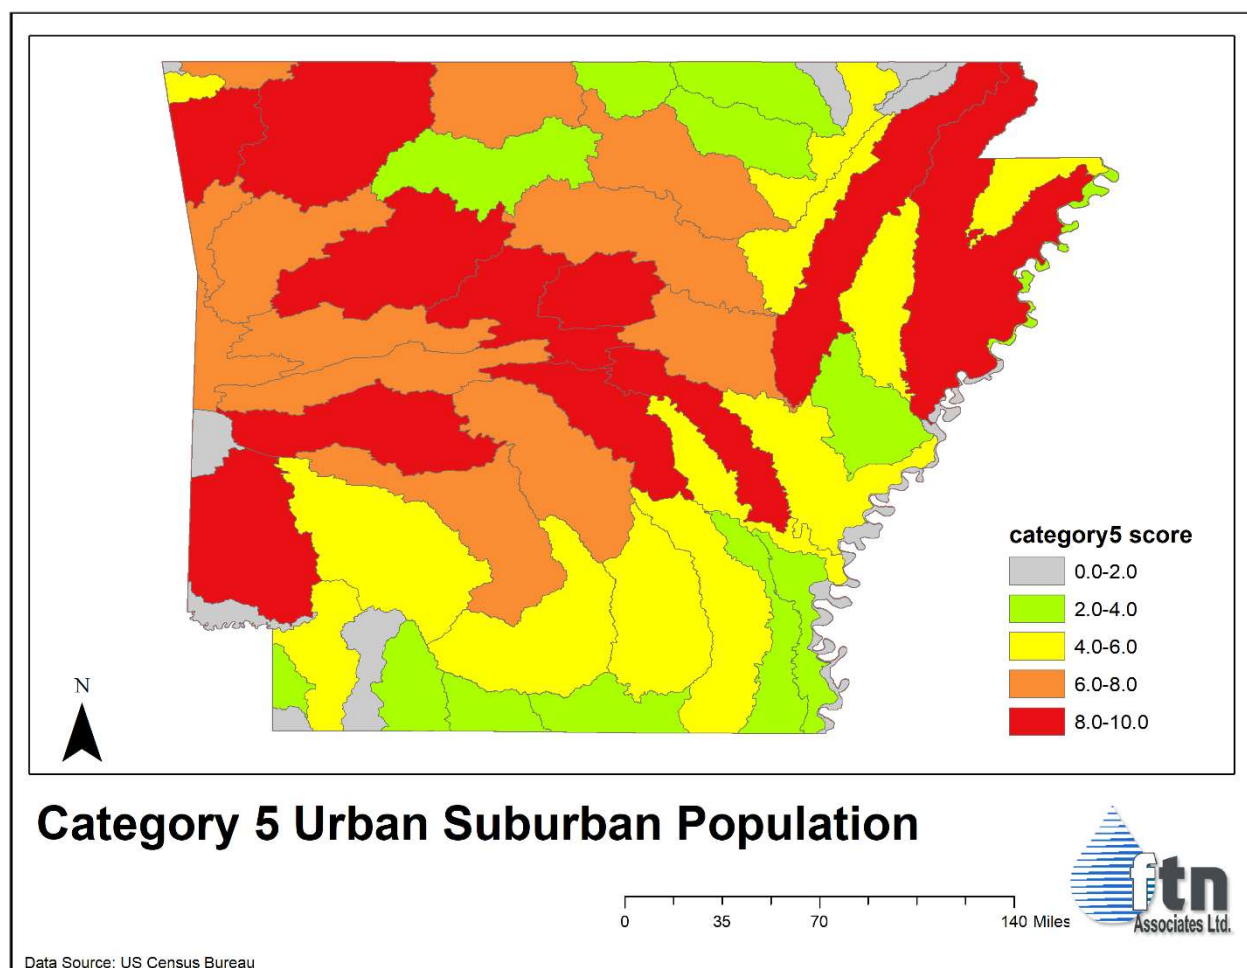 category5 score
0.0-2.0
2.0-4.0
4.0-6.0
6.0-8.0
8.0-10.0
N
Category 5 Urban Suburban Population
0 35 70 140 Miles
ftn
Associates Ltd.
Data Source: US Census Bureau